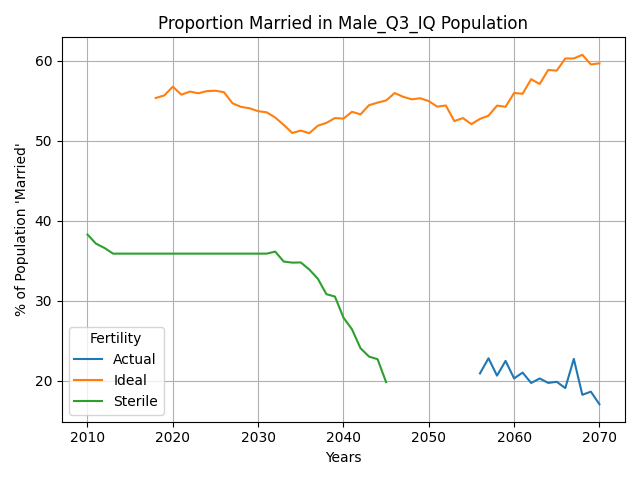 Proportion Married in Male_Q3_IQ Population
% of Population 'Married'
60
50
40
30
20
Fertility
Actual
Ideal
Sterile
2010 2020 2030 2040 2050 2060 2070
Years